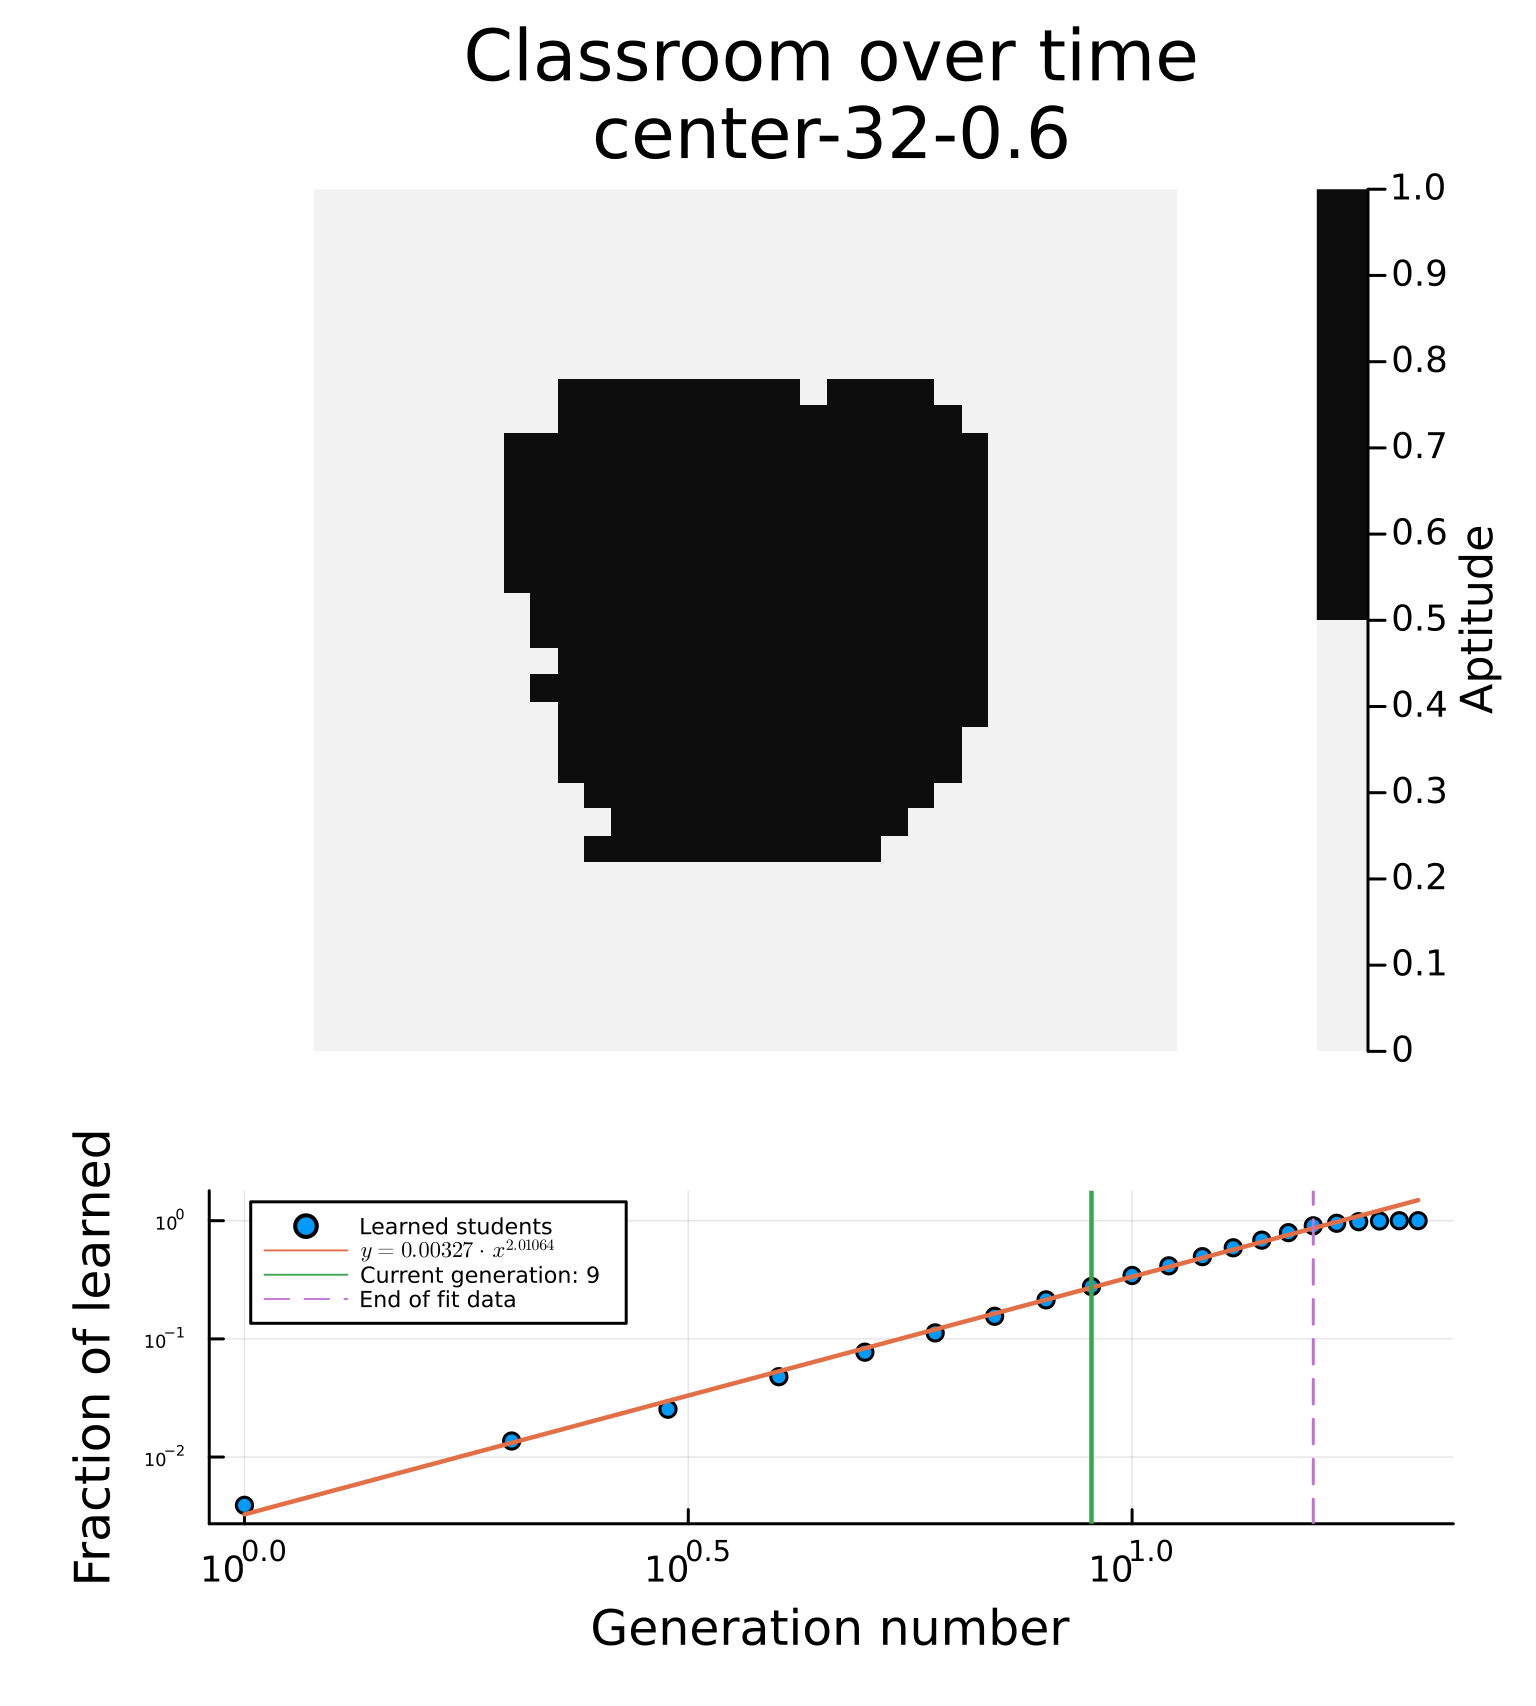 Classroom over time
center-32-0.6
1.0
0.9
0.8
0.7
0.6
0.5
0.4
0.3
0.2
0.1
0
Aptitude
Fraction of learned
10⁰
10⁻¹
10⁻²
Learned students
y = 0.00327 · x^2.01064
Current generation: 9
End of fit data
10^0.0
10^0.5
10^1.0
Generation number